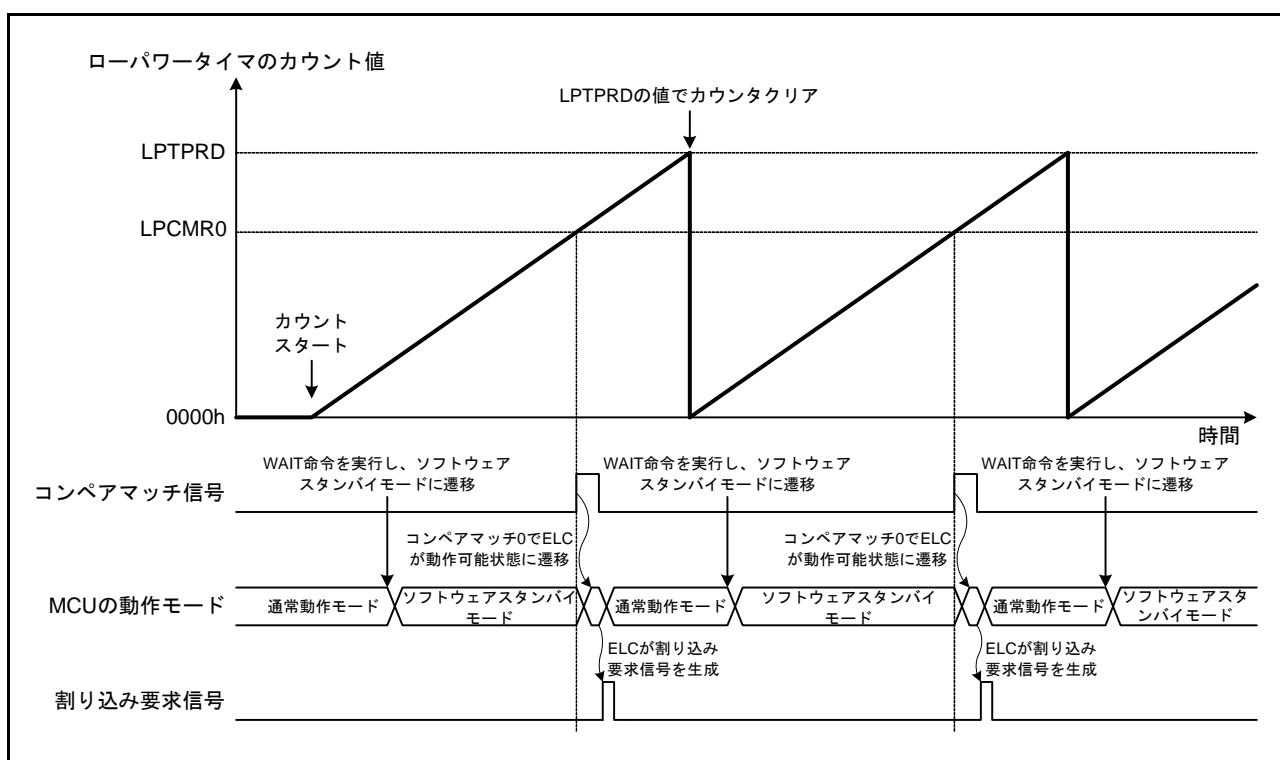 ローパワータイマのカウント値
LPTPRDの値でカウンタクリア
LPTPRD
LPCMR0
カウント
スタート
0000h
時間
WAIT命令を実行し、ソフトウェア
スタンバイモードに遷移
WAIT命令を実行し、ソフトウェア
スタンバイモードに遷移
WAIT命令を実行し、ソフトウェア
スタンバイモードに遷移
コンペアマッチ信号
コンペアマッチ0でELC
が動作可能状態に遷移
コンペアマッチ0でELC
が動作可能状態に遷移
MCUの動作モード
通常動作モード
ソフトウェアスタンバイ
モード
通常動作モード
ソフトウェアスタンバイ
モード
通常動作モード
ソフトウェアスタ
ンバイモード
ELCが割り込み
要求信号を生成
ELCが割り込み
要求信号を生成
割り込み要求信号